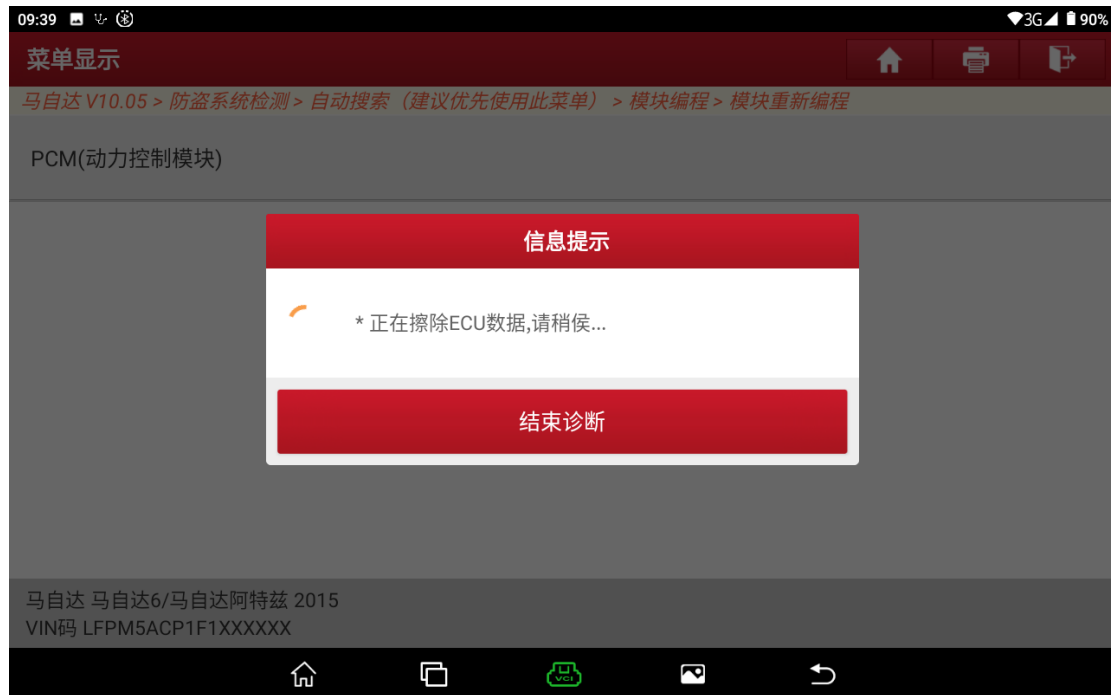 09:39
3G 90%
菜单显示
马自达 V10.05 > 防盗系统检测 > 自动搜索（建议优先使用此菜单） > 模块编程 > 模块重新编程
PCM(动力控制模块)
信息提示
* 正在擦除ECU数据,请稍侯...
结束诊断
马自达 马自达6/马自达阿特兹 2015
VIN码 LFPM5ACP1F1XXXXXX
VCI